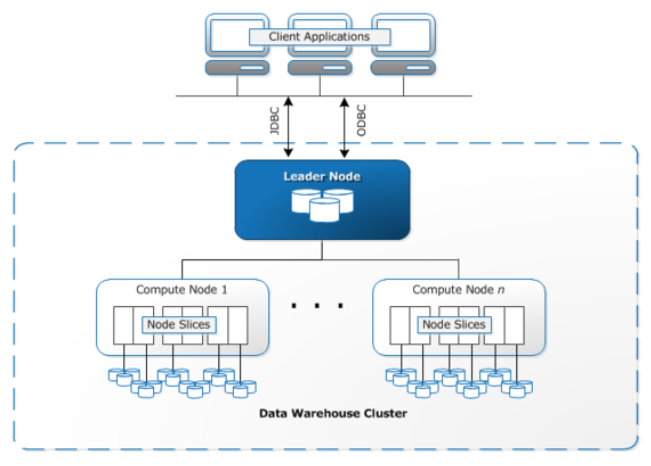 Client Applications
JDBC
ODBC
Leader Node
Compute Node 1
Compute Node n
Node Slices
Node Slices
. . .
Data Warehouse Cluster